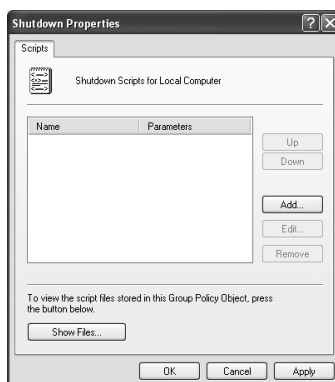 Shutdown Properties
Scripts
Shutdown Scripts for Local Computer
Name Parameters
Up
Down
Add...
Edit...
Remove
To view the script files stored in this Group Policy Object, press
the button below.
Show Files...
OK Cancel Apply